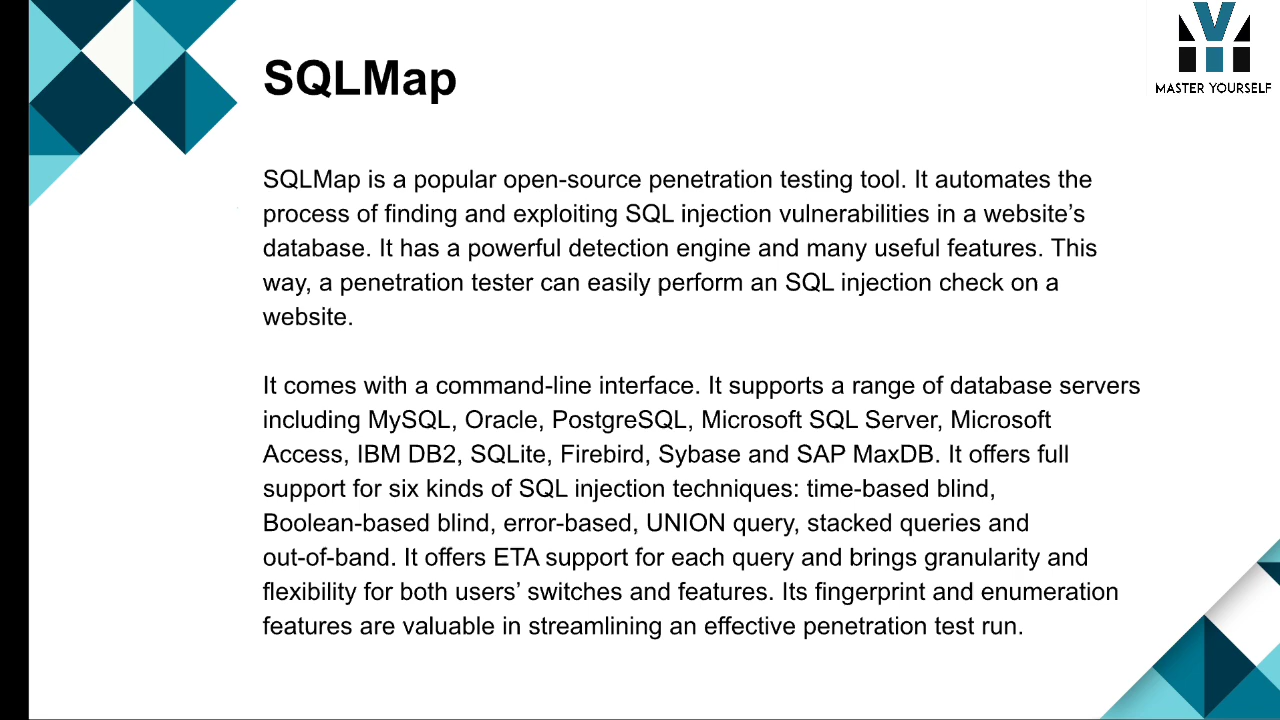 MASTER YOURSELF
SQLMap
SQLMap is a popular open-source penetration testing tool. It automates the
process of finding and exploiting SQL injection vulnerabilities in a website’s
database. It has a powerful detection engine and many useful features. This
way, a penetration tester can easily perform an SQL injection check on a
website.
It comes with a command-line interface. It supports a range of database servers
including MySQL, Oracle, PostgreSQL, Microsoft SQL Server, Microsoft
Access, IBM DB2, SQLite, Firebird, Sybase and SAP MaxDB. It offers full
support for six kinds of SQL injection techniques: time-based blind,
Boolean-based blind, error-based, UNION query, stacked queries and
out-of-band. It offers ETA support for each query and brings granularity and
flexibility for both users’ switches and features. Its fingerprint and enumeration
features are valuable in streamlining an effective penetration test run.